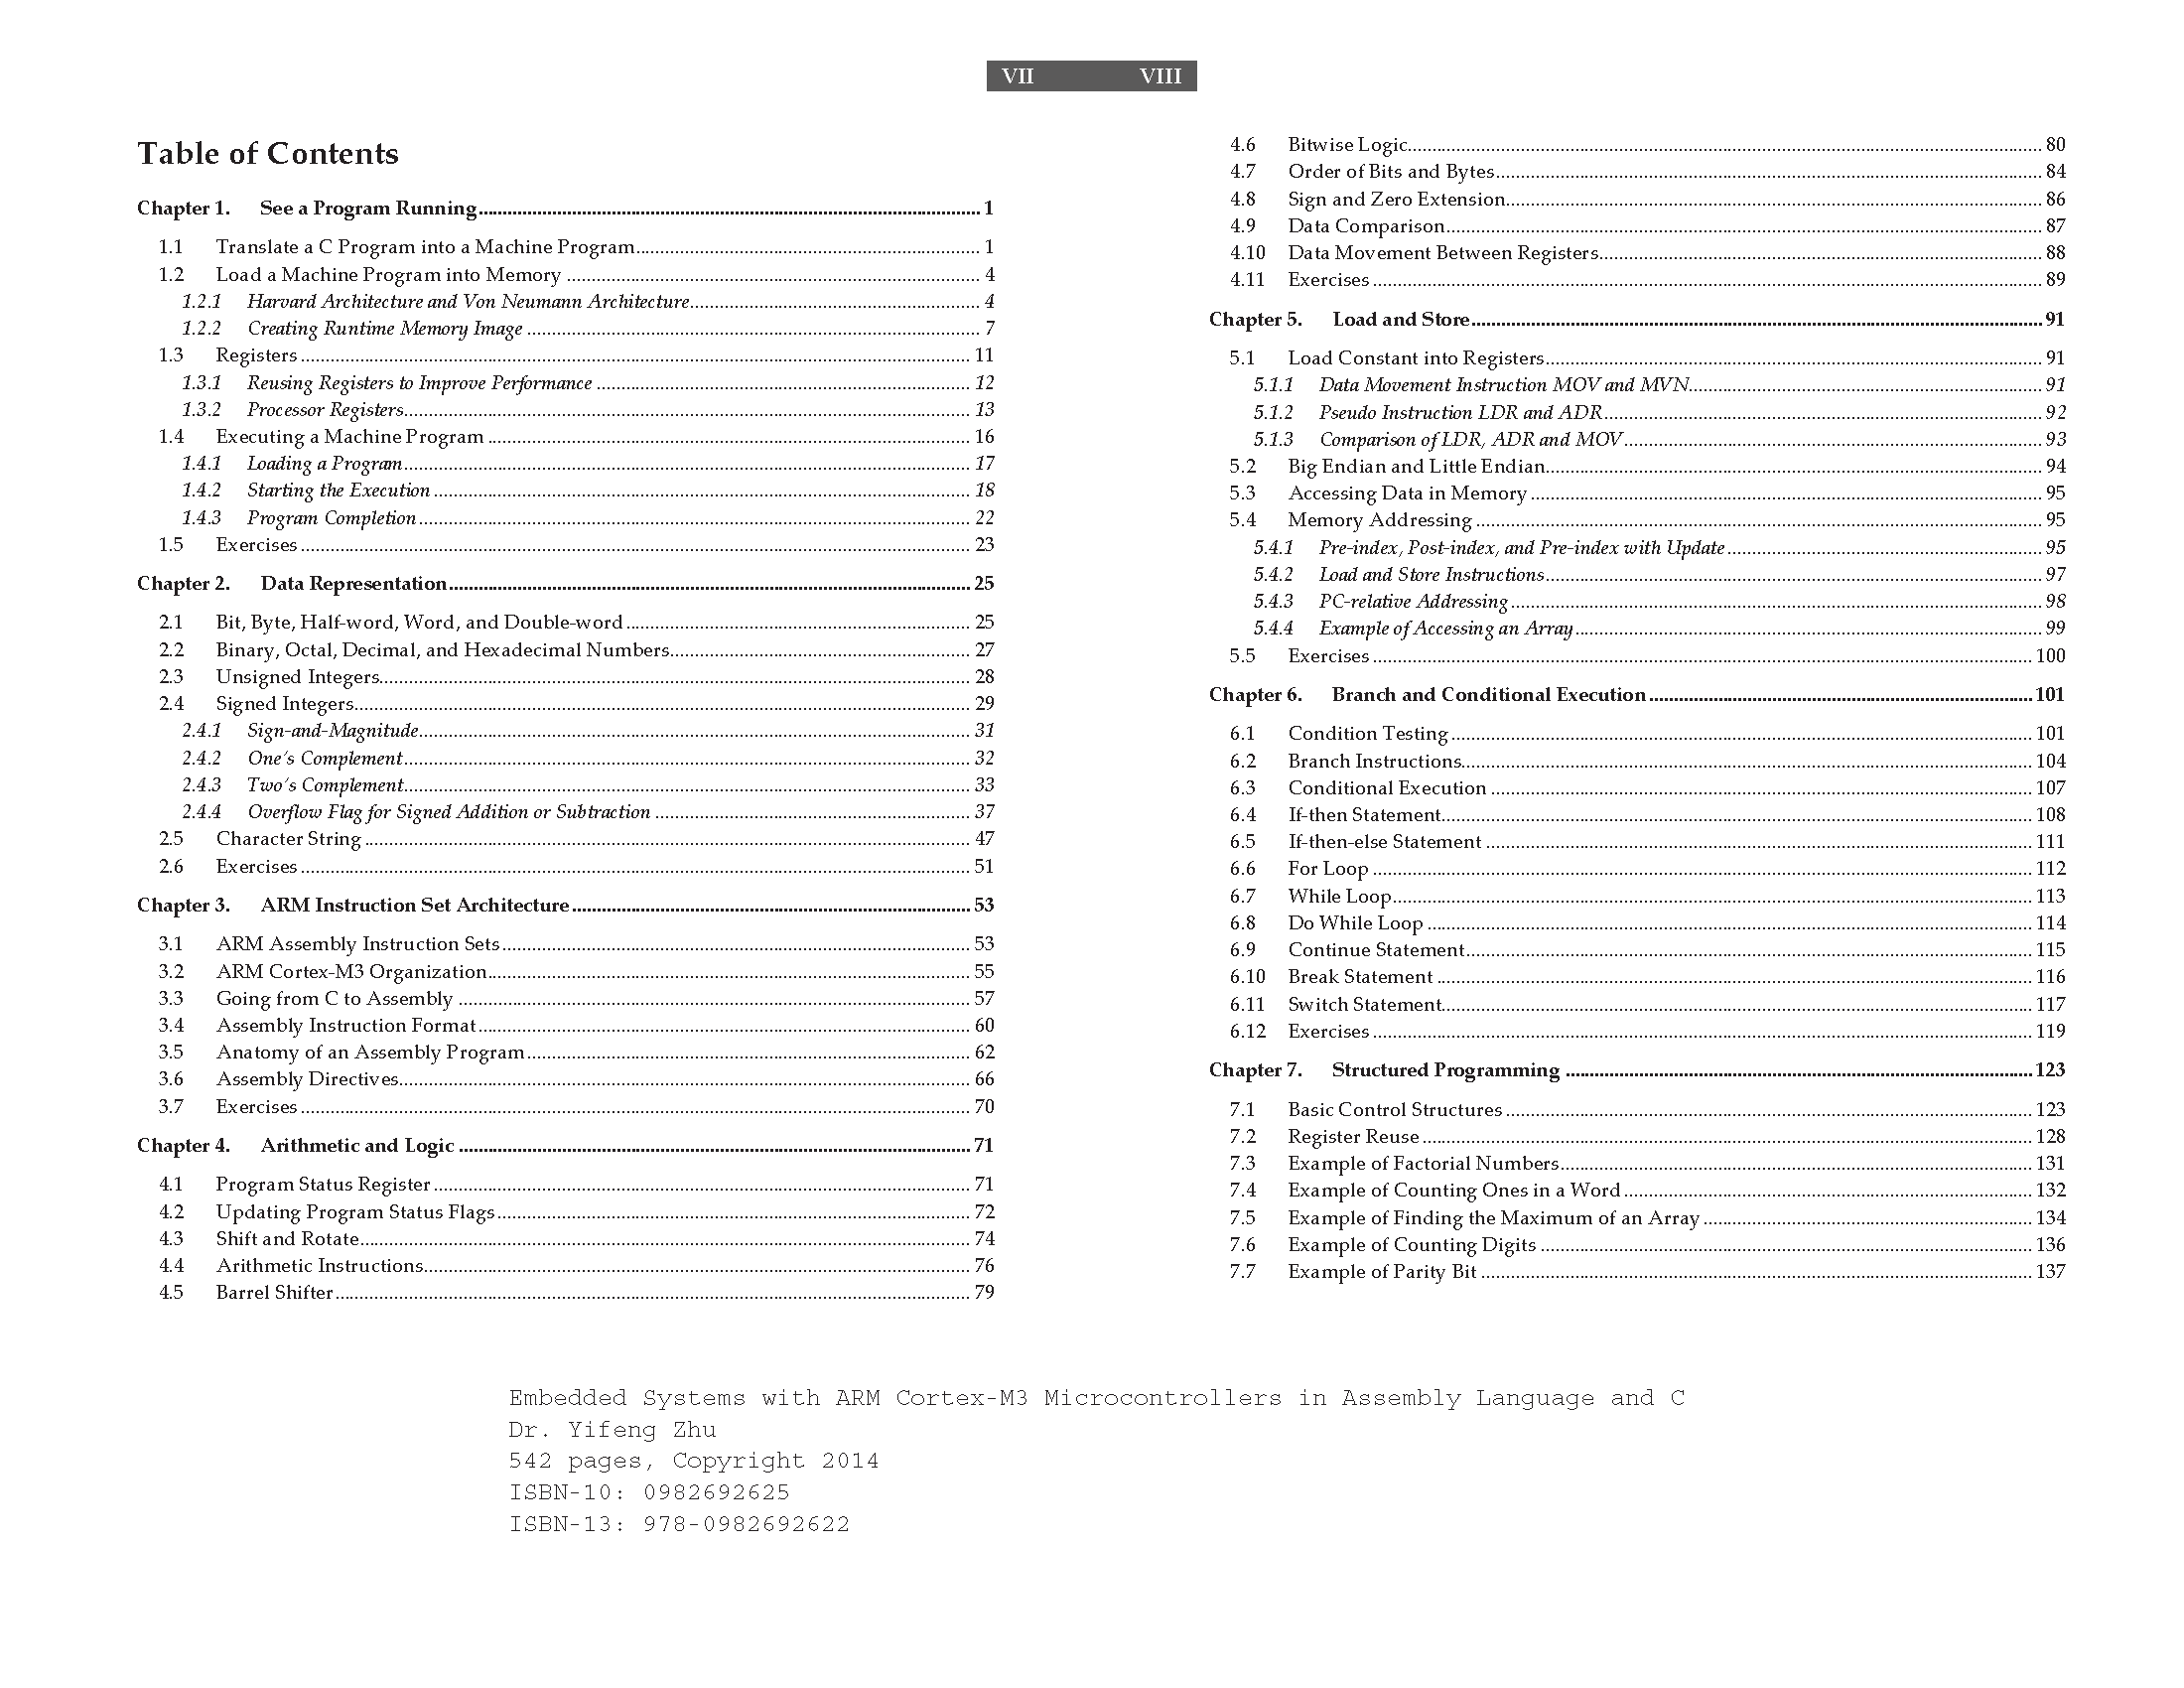 VII VIII
Table of Contents
Chapter 1. See a Program Running 1
1.1 Translate a C Program into a Machine Program 1
1.2 Load a Machine Program into Memory 4
1.2.1 Harvard Architecture and Von Neumann Architecture 4
1.2.2 Creating Runtime Memory Image 7
1.3 Registers 11
1.3.1 Reusing Registers to Improve Performance 12
1.3.2 Processor Registers 13
1.4 Executing a Machine Program 16
1.4.1 Loading a Program 17
1.4.2 Starting the Execution 18
1.4.3 Program Completion 22
1.5 Exercises 23
Chapter 2. Data Representation 25
2.1 Bit, Byte, Half-word, Word, and Double-word 25
2.2 Binary, Octal, Decimal, and Hexadecimal Numbers 27
2.3 Unsigned Integers 28
2.4 Signed Integers 29
2.4.1 Sign-and-Magnitude 31
2.4.2 One's Complement 32
2.4.3 Two's Complement 33
2.4.4 Overflow Flag for Signed Addition or Subtraction 37
2.5 Character String 47
2.6 Exercises 51
Chapter 3. ARM Instruction Set Architecture 53
3.1 ARM Assembly Instruction Sets 53
3.2 ARM Cortex-M3 Organization 55
3.3 Going from C to Assembly 57
3.4 Assembly Instruction Format 60
3.5 Anatomy of an Assembly Program 62
3.6 Assembly Directives 66
3.7 Exercises 70
Chapter 4. Arithmetic and Logic 71
4.1 Program Status Register 71
4.2 Updating Program Status Flags 72
4.3 Shift and Rotate 74
4.4 Arithmetic Instructions 76
4.5 Barrel Shifter 79
4.6 Bitwise Logic 80
4.7 Order of Bits and Bytes 84
4.8 Sign and Zero Extension 86
4.9 Data Comparison 87
4.10 Data Movement Between Registers 88
4.11 Exercises 89
Chapter 5. Load and Store 91
5.1 Load Constant into Registers 91
5.1.1 Data Movement Instruction MOV and MVN 91
5.1.2 Pseudo Instruction LDR and ADR 92
5.1.3 Comparison of LDR, ADR and MOV 93
5.2 Big Endian and Little Endian 94
5.3 Accessing Data in Memory 95
5.4 Memory Addressing 95
5.4.1 Pre-index, Post-index, and Pre-index with Update 95
5.4.2 Load and Store Instructions 97
5.4.3 PC-relative Addressing 98
5.4.4 Example of Accessing an Array 99
5.5 Exercises 100
Chapter 6. Branch and Conditional Execution 101
6.1 Condition Testing 101
6.2 Branch Instructions 104
6.3 Conditional Execution 107
6.4 If-then Statement 108
6.5 If-then-else Statement 111
6.6 For Loop 112
6.7 While Loop 113
6.8 Do While Loop 114
6.9 Continue Statement 115
6.10 Break Statement 116
6.11 Switch Statement 117
6.12 Exercises 119
Chapter 7. Structured Programming 123
7.1 Basic Control Structures 123
7.2 Register Reuse 128
7.3 Example of Factorial Numbers 131
7.4 Example of Counting Ones in a Word 132
7.5 Example of Finding the Maximum of an Array 134
7.6 Example of Counting Digits 136
7.7 Example of Parity Bit 137
Embedded Systems with ARM Cortex-M3 Microcontrollers in Assembly Language and C
Dr. Yifeng Zhu
542 pages, Copyright 2014
ISBN-10: 0982692625
ISBN-13: 978-0982692622